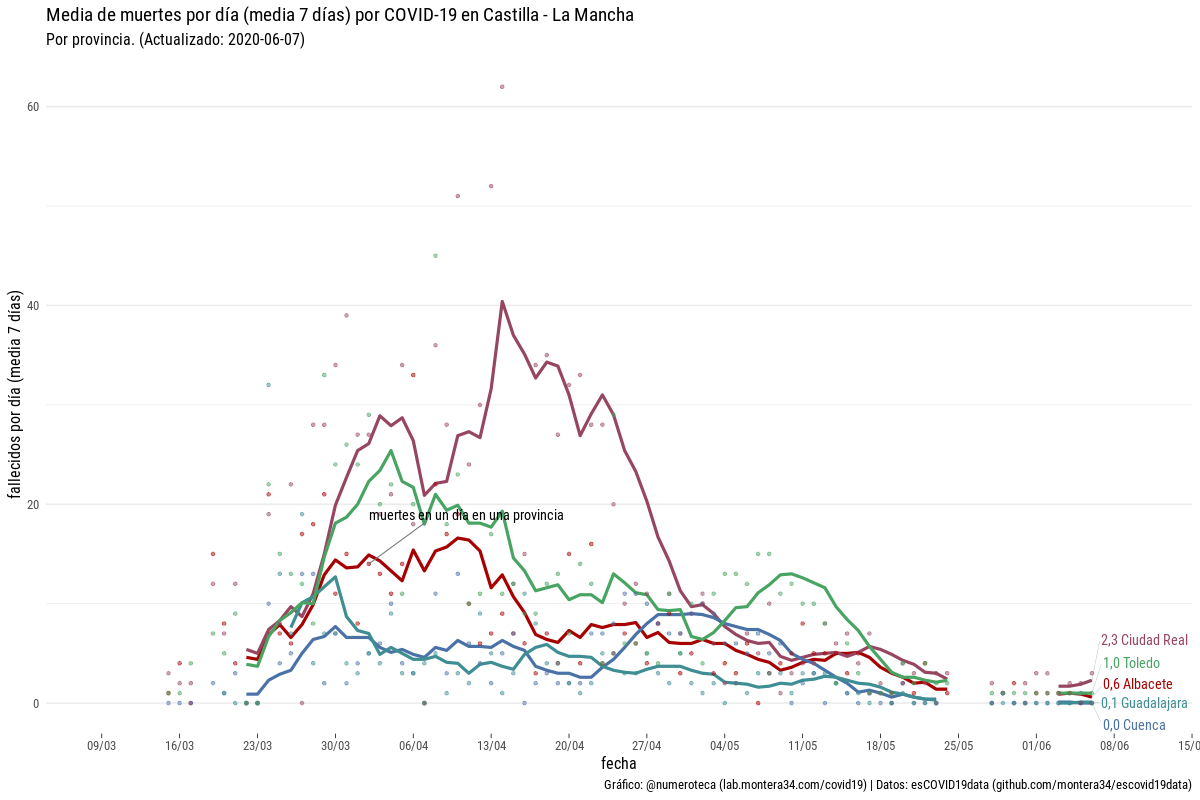 Media de muertes por día (media 7 días) por COVID-19 en Castilla - La Mancha
Por provincia. (Actualizado: 2020-06-07)
fallecidos por día (media 7 días)
60
40
20
0
muertes en un día en una provincia
2,3 Ciudad Real
1,0 Toledo
0,6 Albacete
0,1 Guadalajara
0,0 Cuenca
09/03 16/03 23/03 30/03 06/04 13/04 20/04 27/04 04/05 11/05 18/05 25/05 01/06 08/06 15/0
fecha
Gráfico: @numeroteca (lab.montera34.com/covid19) | Datos: esCOVID19data (github.com/montera34/escovid19data)